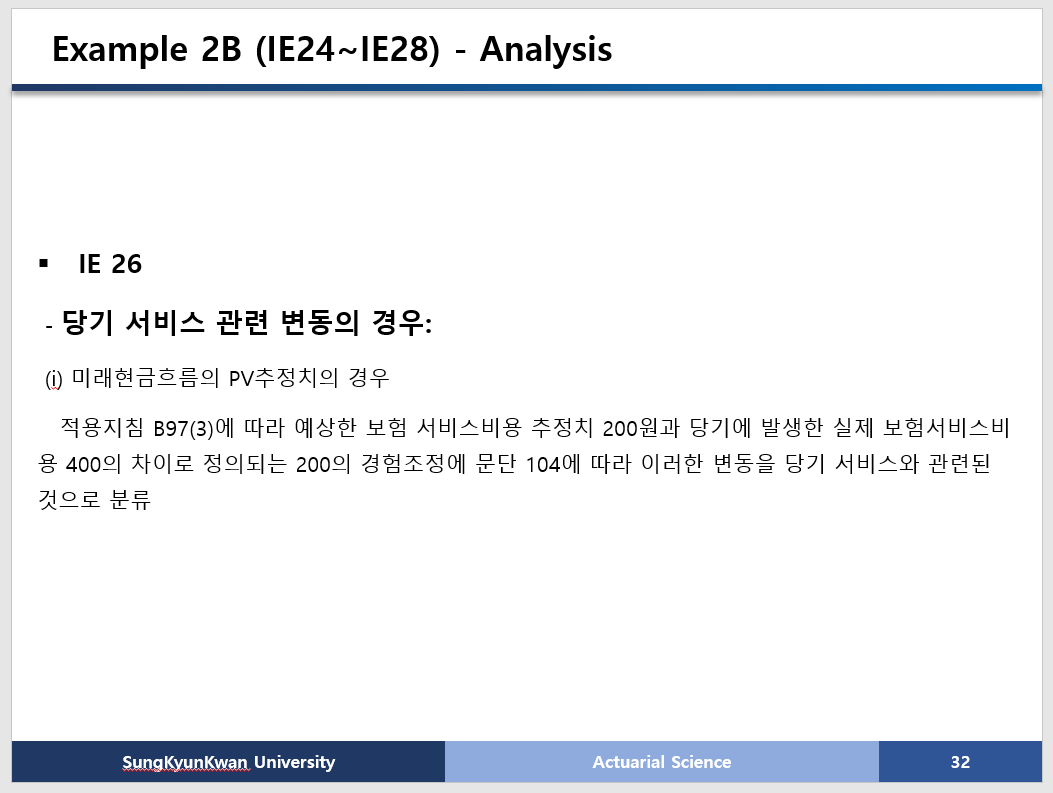 Example 2B (IE24~IE28) - Analysis
▪ IE 26
- 당기 서비스 관련 변동의 경우:
(i) 미래현금흐름의 PV추정치의 경우
적용지침 B97(3)에 따라 예상한 보험 서비스비용 추정치 200원과 당기에 발생한 실제 보험서비스비
용 400의 차이로 정의되는 200의 경험조정에 문단 104에 따라 이러한 변동을 당기 서비스와 관련된
것으로 분류
SungKyunKwan University
Actuarial Science
32